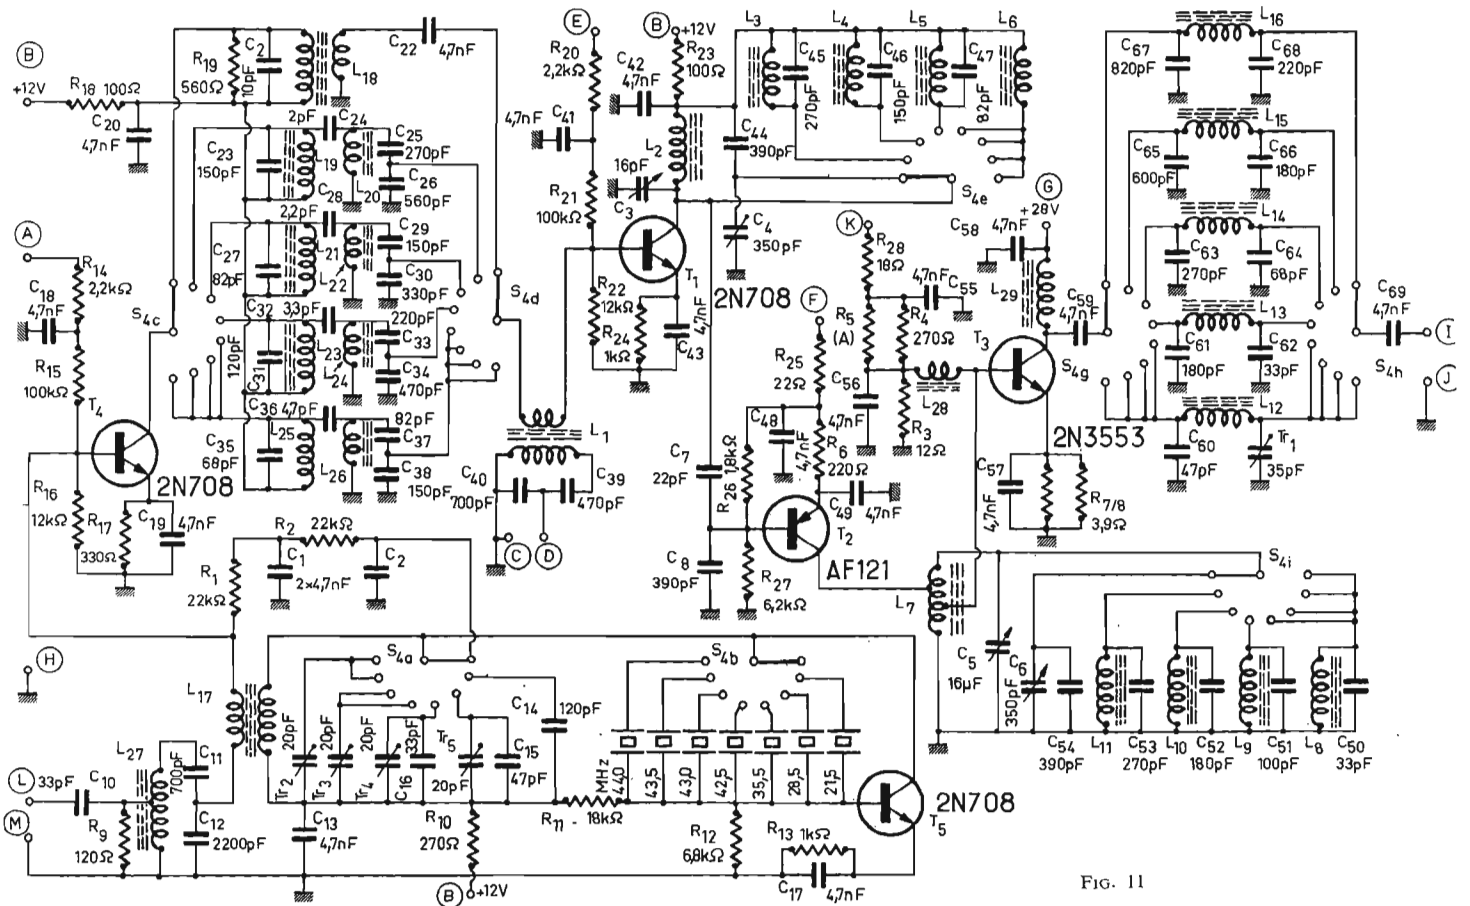 B
+12V
R18 100Ω
C20
4,7nF
R19
560Ω
C2
10pF
L18
C22
4,7nF
2pF
C24
C23
150pF
L19
L20
C25
270pF
C26
560pF
C28
2,2pF
C27
82pF
L21
L22
C29
150pF
C30
330pF
C32
3,3pF
220pF
C31
120pF
L23
L24
C33
C34
470pF
C36
4,7pF
82pF
C35
68pF
L25
L26
C37
C38
150pF
S4c
S4d
A
R14
2,2kΩ
C18
4,7nF
R15
100kΩ
T4
2N708
R16
12kΩ
R17
330Ω
C19
4,7nF
E
R20
2,2kΩ
C41
4,7nF
C42
4,7nF
B
+12V
R23
100Ω
R21
100kΩ
16pF
C3
L2
T1
2N708
R22
12kΩ
R24
1kΩ
C43
4,7nF
C44
390pF
C4
350pF
L3
L4
L5
L6
C45
270pF
C46
150pF
C47
82pF
S4e
L1
C40
700pF
C39
470pF
C
D
K
R28
18Ω
R5
(A)
R4
270Ω
4,7nF
C55
C56
4,7nF
L28
R3
12Ω
F
R25
22Ω
C48
4,7nF
R6
220Ω
R26
1,8kΩ
C7
22pF
C8
390pF
R27
6,2kΩ
C49
4,7nF
T2
AF121
G
+28V
C58
4,7nF
L29
C59
4,7nF
T3
2N3553
C57
4,7nF
R7/8
3,9Ω
S4g
S4h
L16
C67
820pF
C68
220pF
L15
C65
600pF
C66
180pF
L14
C63
270pF
C64
68pF
L13
C61
180pF
C62
33pF
L12
C60
47pF
Tr1
35pF
C69
4,7nF
I
J
R2
22kΩ
R1
22kΩ
C1
2×4,7nF
C2
H
L17
L
M
33pF
C10
R9
120Ω
L27
700pF
C11
C12
2200pF
S4a
20pF
Tr2
20pF
Tr3
20pF
Tr4
33pF
C16
Tr5
20pF
C15
47pF
C14
120pF
C13
4,7nF
R10
270Ω
B
+12V
R11
18kΩ
S4b
MHz
44,0
43,5
43,0
42,5
35,5
28,5
21,5
R12
6,8kΩ
R13 1kΩ
C17
4,7nF
T5
2N708
L7
C5
16µF
C6
350pF
S4i
C54
390pF
L11
C53
270pF
L10
C52
180pF
L9
C51
100pF
L8
C50
33pF
FIG. 11